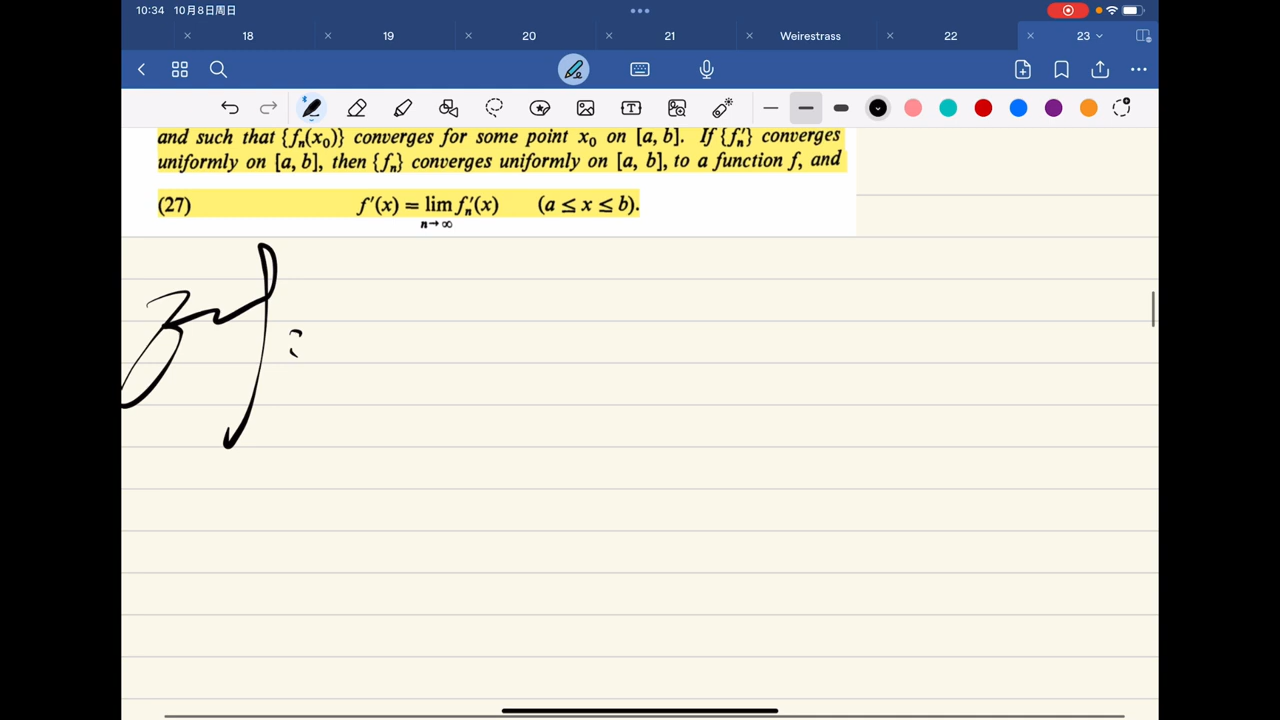 10:34 10月8日周日
18 19 20 21 Weirestrass 22 23
and such that {fₙ(x₀)} converges for some point x₀ on [a, b]. If {fₙ′} converges
uniformly on [a, b], then {fₙ} converges uniformly on [a, b], to a function f, and
(27) f′(x) = lim fₙ′(x) (a ≤ x ≤ b).
n→∞